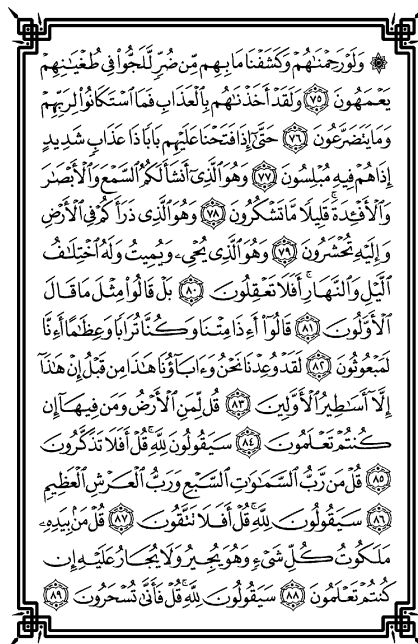 ۞ وَلَوْ رَحِمْنَٰهُمْ وَكَشَفْنَا مَا بِهِم مِّن ضُرٍّ لَّلَجُّوا۟ فِى طُغْيَٰنِهِمْ
يَعْمَهُونَ ٧٥ وَلَقَدْ أَخَذْنَٰهُم بِٱلْعَذَابِ فَمَا ٱسْتَكَانُوا۟ لِرَبِّهِمْ
وَمَا يَتَضَرَّعُونَ ٧٦ حَتَّىٰٓ إِذَا فَتَحْنَا عَلَيْهِم بَابًا ذَا عَذَابٍ شَدِيدٍ
إِذَا هُمْ فِيهِ مُبْلِسُونَ ٧٧ وَهُوَ ٱلَّذِىٓ أَنشَأَ لَكُمُ ٱلسَّمْعَ وَٱلْأَبْصَٰرَ
وَٱلْأَفْـِٔدَةَ ۚ قَلِيلًا مَّا تَشْكُرُونَ ٧٨ وَهُوَ ٱلَّذِى ذَرَأَكُمْ فِى ٱلْأَرْضِ
وَإِلَيْهِ تُحْشَرُونَ ٧٩ وَهُوَ ٱلَّذِى يُحْىِۦ وَيُمِيتُ وَلَهُ ٱخْتِلَٰفُ
ٱلَّيْلِ وَٱلنَّهَارِ ۚ أَفَلَا تَعْقِلُونَ ٨٠ بَلْ قَالُوا۟ مِثْلَ مَا قَالَ
ٱلْأَوَّلُونَ ٨١ قَالُوٓا۟ أَءِذَا مِتْنَا وَكُنَّا تُرَابًا وَعِظَٰمًا أَءِنَّا
لَمَبْعُوثُونَ ٨٢ لَقَدْ وُعِدْنَا نَحْنُ وَءَابَآؤُنَا هَٰذَا مِن قَبْلُ إِنْ هَٰذَآ
إِلَّآ أَسَٰطِيرُ ٱلْأَوَّلِينَ ٨٣ قُل لِّمَنِ ٱلْأَرْضُ وَمَن فِيهَآ إِن
كُنتُمْ تَعْلَمُونَ ٨٤ سَيَقُولُونَ لِلَّهِ ۚ قُلْ أَفَلَا تَذَكَّرُونَ
٨٥ قُلْ مَن رَّبُّ ٱلسَّمَٰوَٰتِ ٱلسَّبْعِ وَرَبُّ ٱلْعَرْشِ ٱلْعَظِيمِ
٨٦ سَيَقُولُونَ لِلَّهِ ۚ قُلْ أَفَلَا تَتَّقُونَ ٨٧ قُلْ مَنۢ بِيَدِهِۦ
مَلَكُوتُ كُلِّ شَىْءٍ وَهُوَ يُجِيرُ وَلَا يُجَارُ عَلَيْهِ إِن
كُنتُمْ تَعْلَمُونَ ٨٨ سَيَقُولُونَ لِلَّهِ ۚ قُلْ فَأَنَّىٰ تُسْحَرُونَ ٨٩